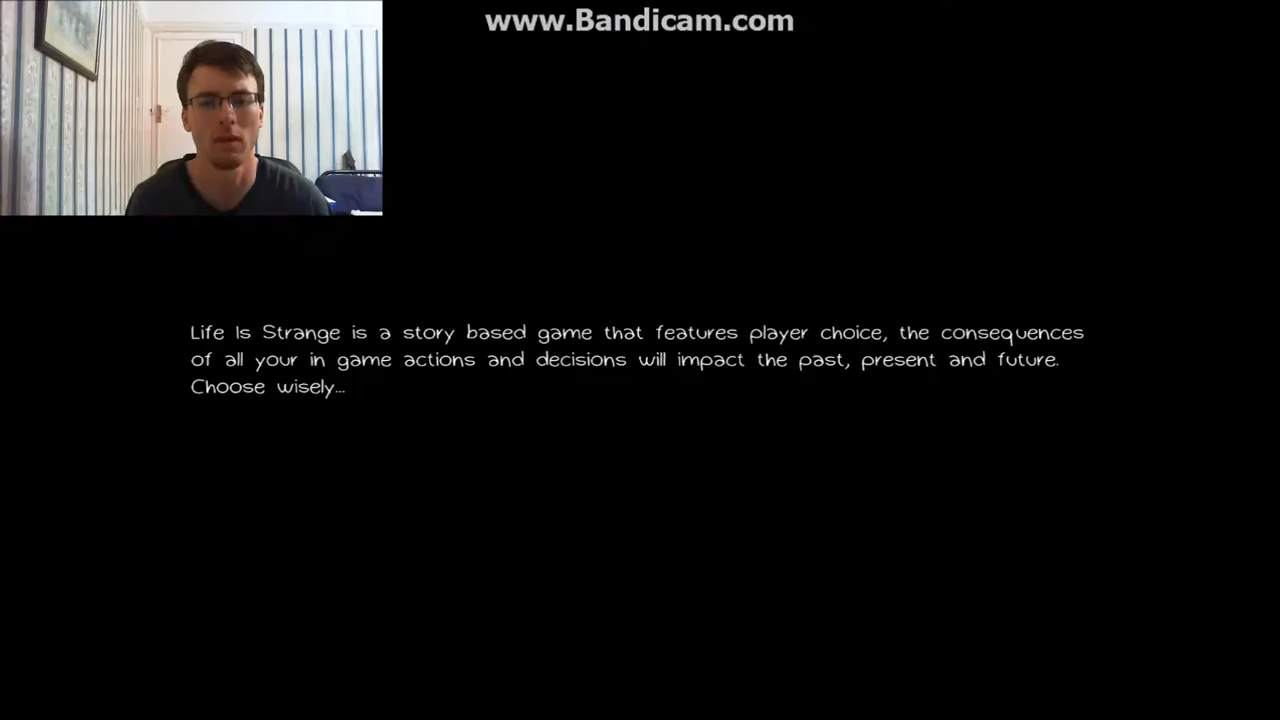 www.Bandicam.com
Life Is Strange is a story based game that features player choice, the consequences
of all your in game actions and decisions will impact the past, present and future.
Choose wisely...